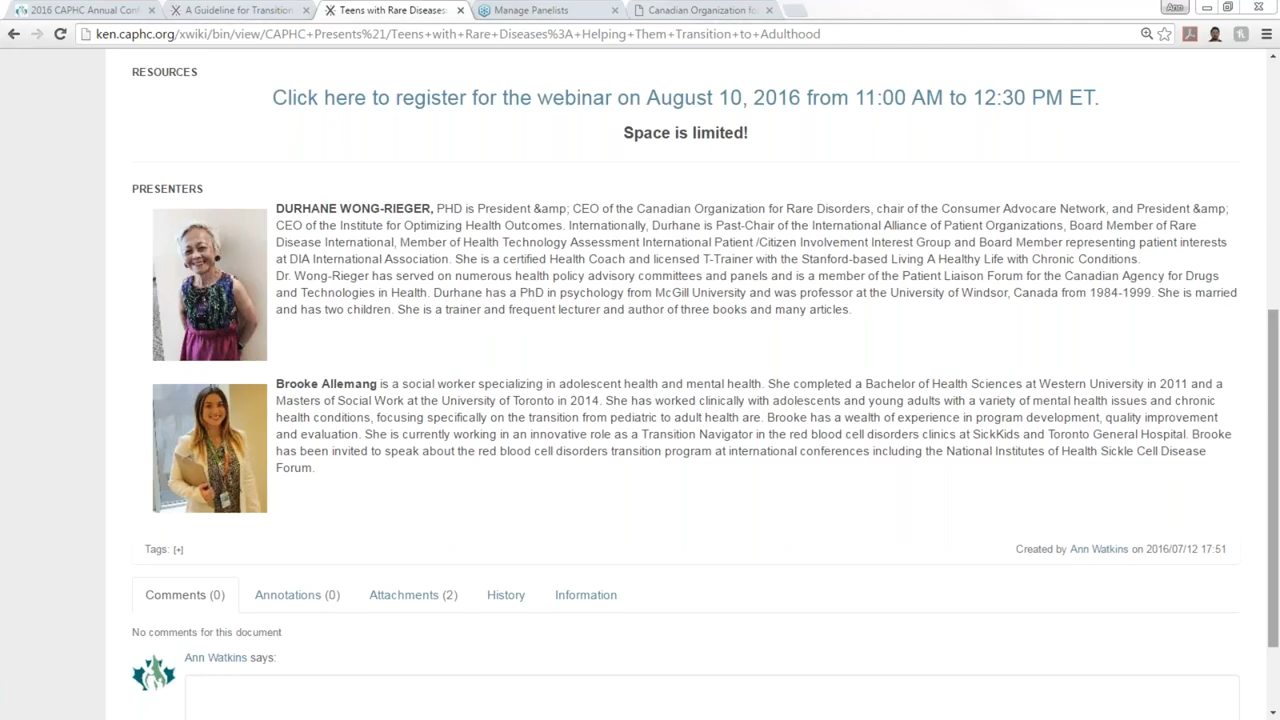 2016 CAPHC Annual Conf
A Guideline for Transition
Teens with Rare Diseases:
Manage Panelists
Canadian Organization fo
Ann
ken.caphc.org/xwiki/bin/view/CAPHC+Presents%21/Teens+with+Rare+Diseases%3A+Helping+Them+Transition+to+Adulthood
RESOURCES
Click here to register for the webinar on August 10, 2016 from 11:00 AM to 12:30 PM ET.
Space is limited!
PRESENTERS
DURHANE WONG-RIEGER, PHD is President &amp; CEO of the Canadian Organization for Rare Disorders, chair of the Consumer Advocare Network, and President &amp;
CEO of the Institute for Optimizing Health Outcomes. Internationally, Durhane is Past-Chair of the International Alliance of Patient Organizations, Board Member of Rare
Disease International, Member of Health Technology Assessment International Patient /Citizen Involvement Interest Group and Board Member representing patient interests
at DIA International Association. She is a certified Health Coach and licensed T-Trainer with the Stanford-based Living A Healthy Life with Chronic Conditions.
Dr. Wong-Rieger has served on numerous health policy advisory committees and panels and is a member of the Patient Liaison Forum for the Canadian Agency for Drugs
and Technologies in Health. Durhane has a PhD in psychology from McGill University and was professor at the University of Windsor, Canada from 1984-1999. She is married
and has two children. She is a trainer and frequent lecturer and author of three books and many articles.
Brooke Allemang is a social worker specializing in adolescent health and mental health. She completed a Bachelor of Health Sciences at Western University in 2011 and a
Masters of Social Work at the University of Toronto in 2014. She has worked clinically with adolescents and young adults with a variety of mental health issues and chronic
health conditions, focusing specifically on the transition from pediatric to adult health are. Brooke has a wealth of experience in program development, quality improvement
and evaluation. She is currently working in an innovative role as a Transition Navigator in the red blood cell disorders clinics at SickKids and Toronto General Hospital. Brooke
has been invited to speak about the red blood cell disorders transition program at international conferences including the National Institutes of Health Sickle Cell Disease
Forum.
Tags: [+]
Created by Ann Watkins on 2016/07/12 17:51
Comments (0)
Annotations (0)
Attachments (2)
History
Information
No comments for this document
Ann Watkins says: